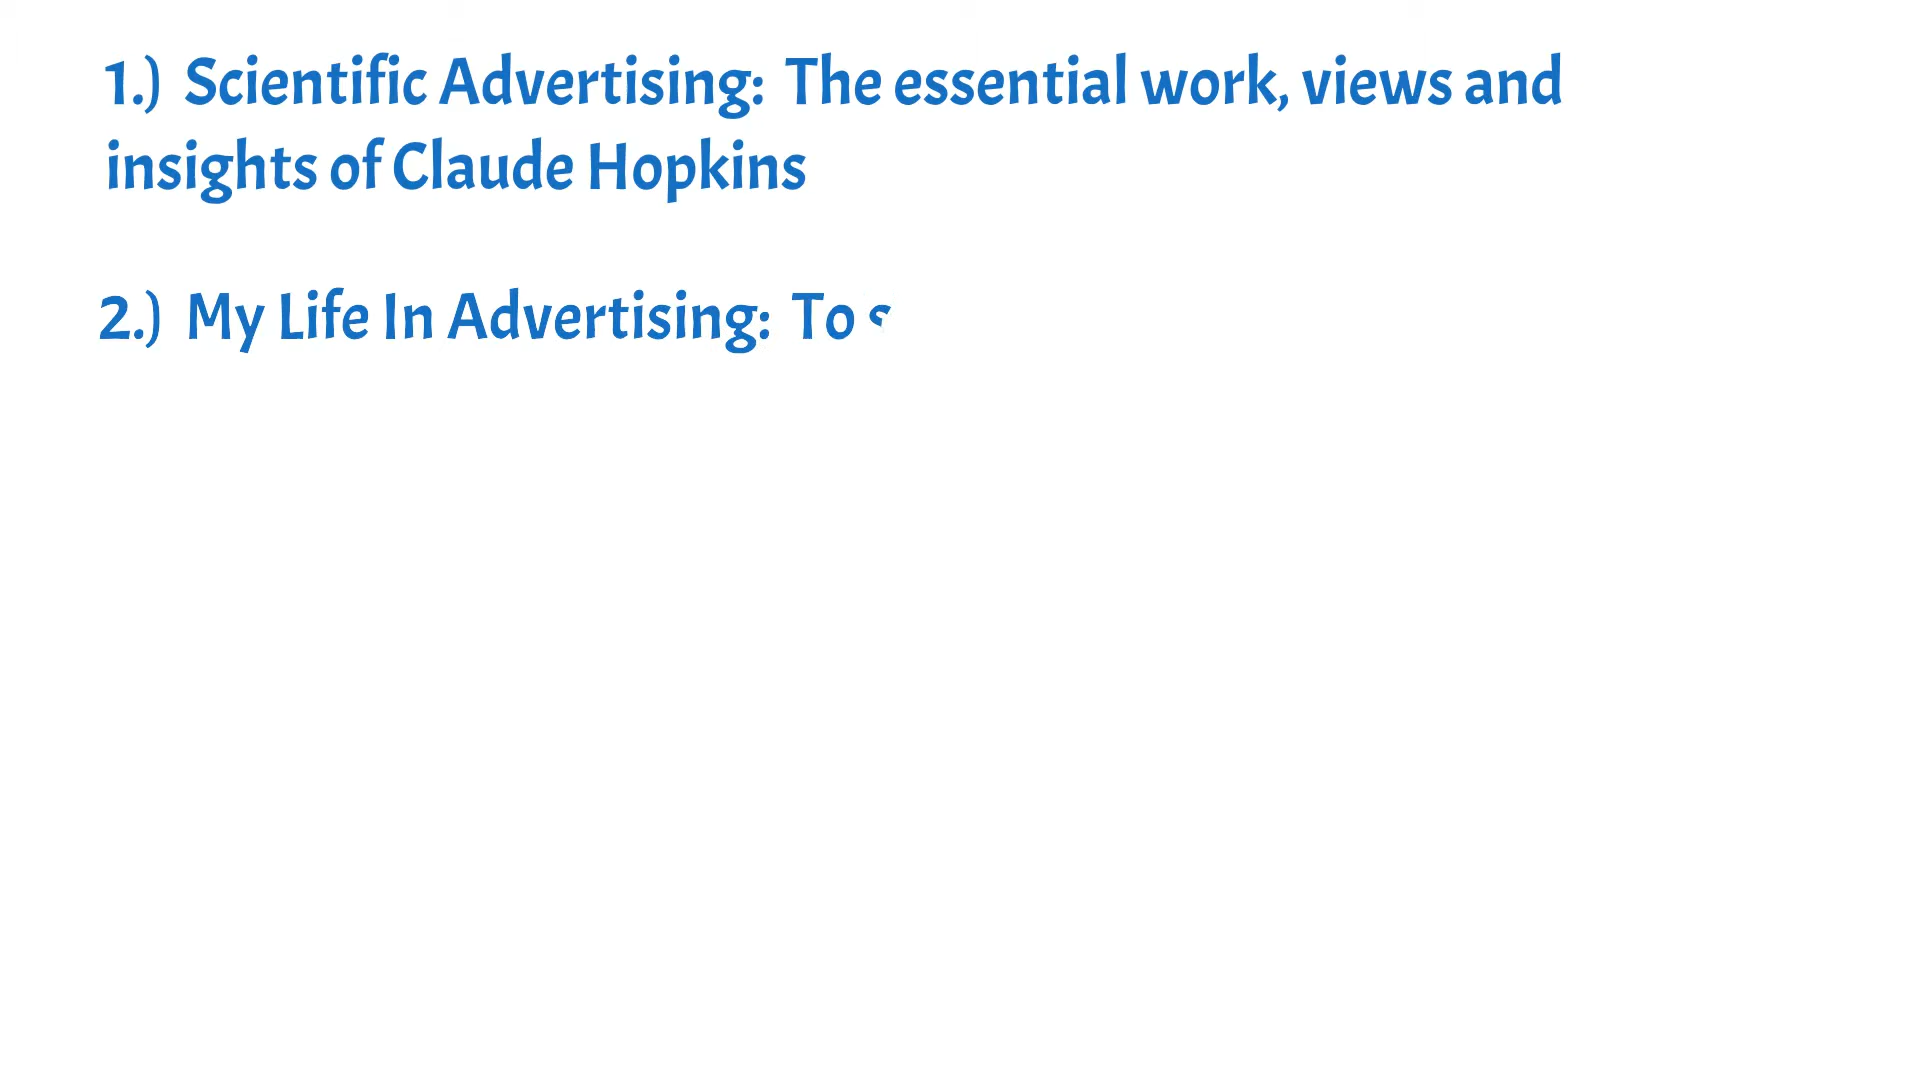 1.) Scientific Advertising: The essential work, views and
insights of Claude Hopkins
2.) My Life In Advertising: To